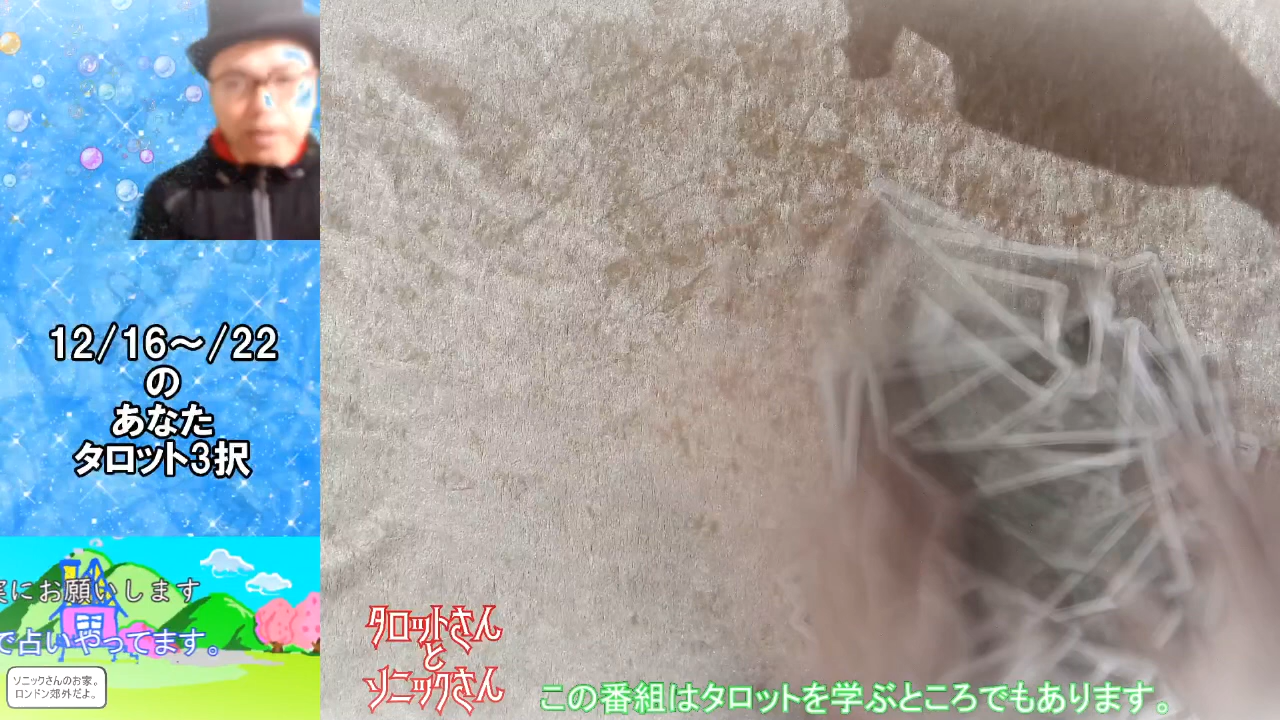 12/16～/22
の
あなた
タロット3択
にお願いします
で占いやってます。
ソニックさんのお家。
ロンドン郊外だよ。
タロットさん
と
ソニックさん
この番組はタロットを学ぶところでもあります。